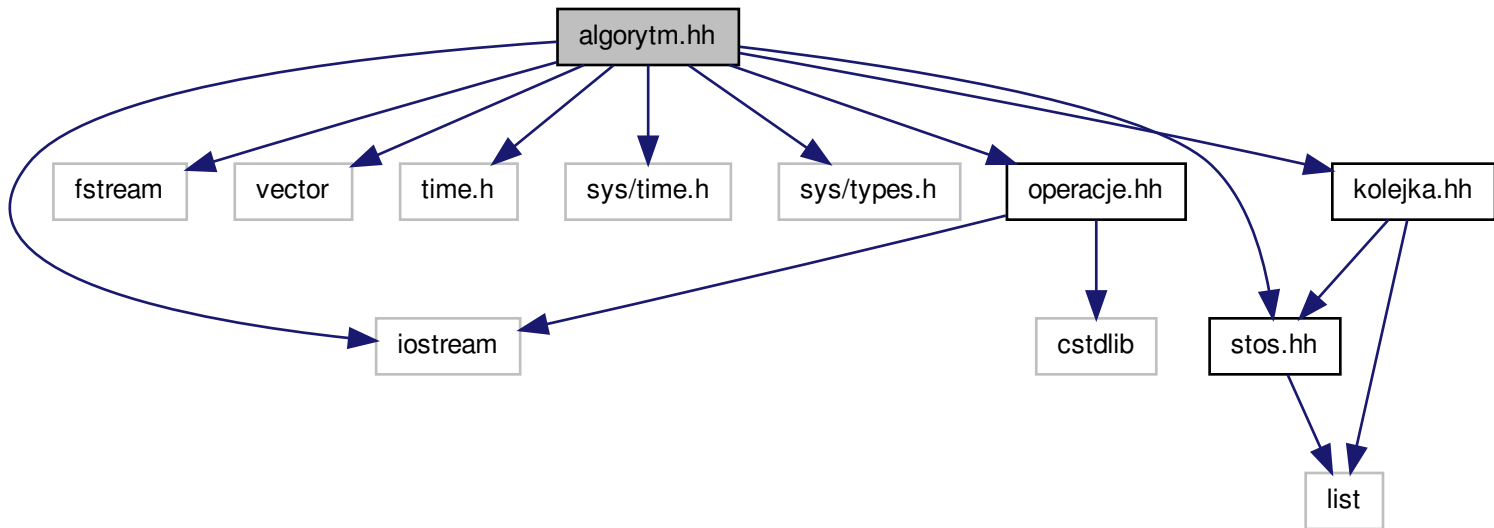 algorytm.hh
fstream
vector
time.h
sys/time.h
sys/types.h
operacje.hh
kolejka.hh
iostream
cstdlib
stos.hh
list